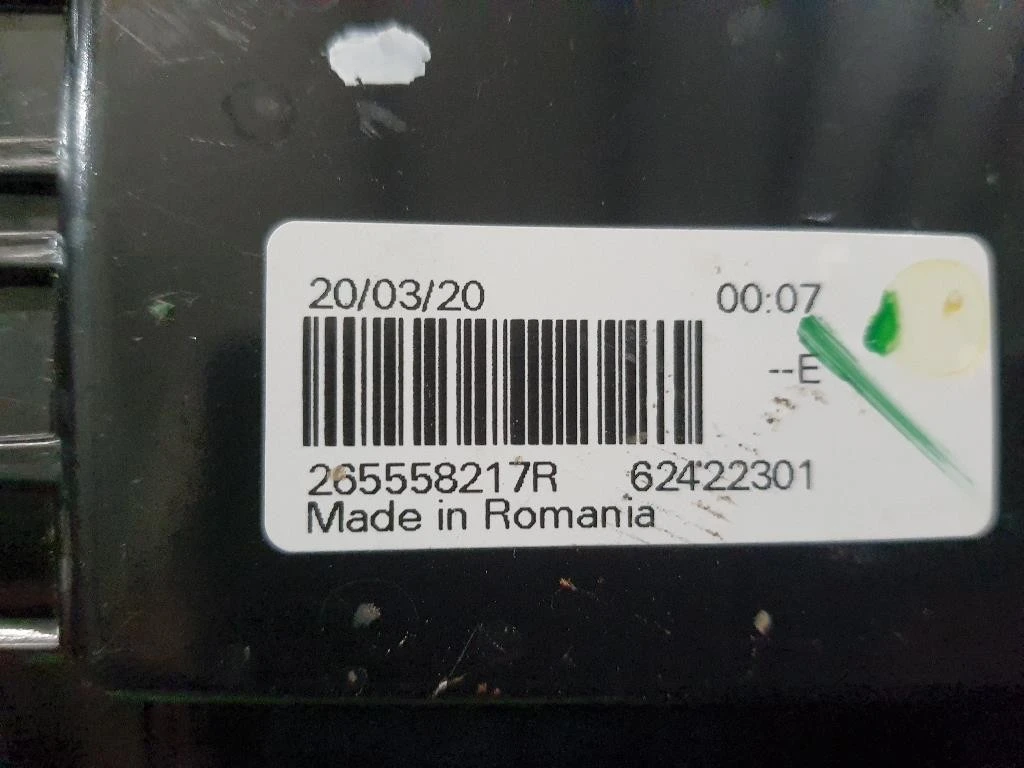 20/03/20 00:07
--E
265558217R 62422301
Made in Romania